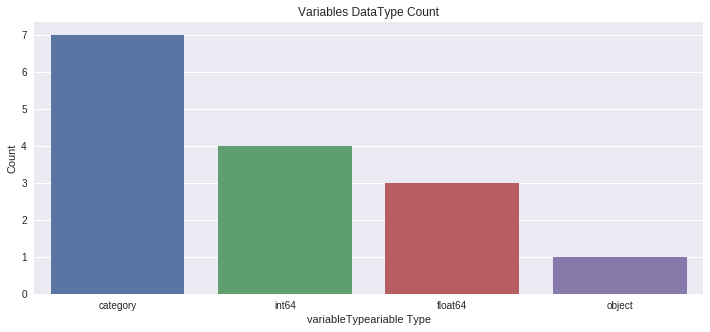 Variables DataType Count
Count
7
6
5
4
3
2
1
0
category int64 float64 object
variableTypeariable Type